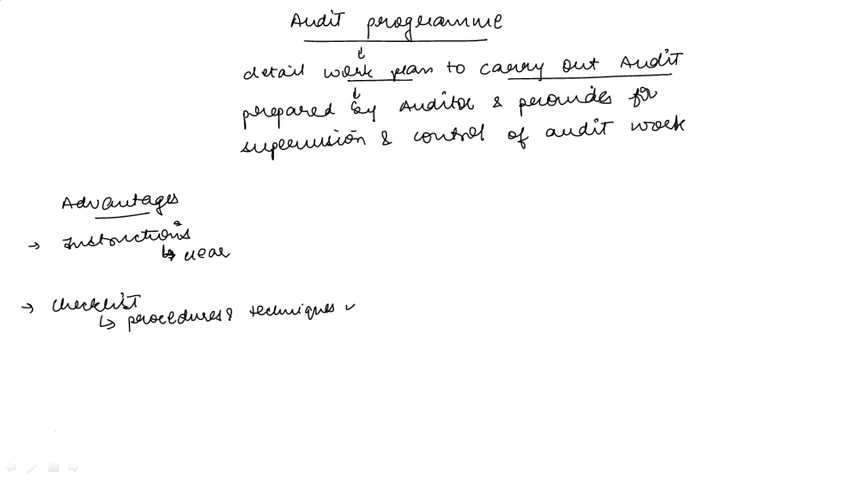 Audit programme
detail work plan to carry out Audit
prepared by Auditor & provides for
supervision & control of audit work
Advantages
→ Instructions
↳ clear
→ Checklist
↳ procedures & techniques ✓